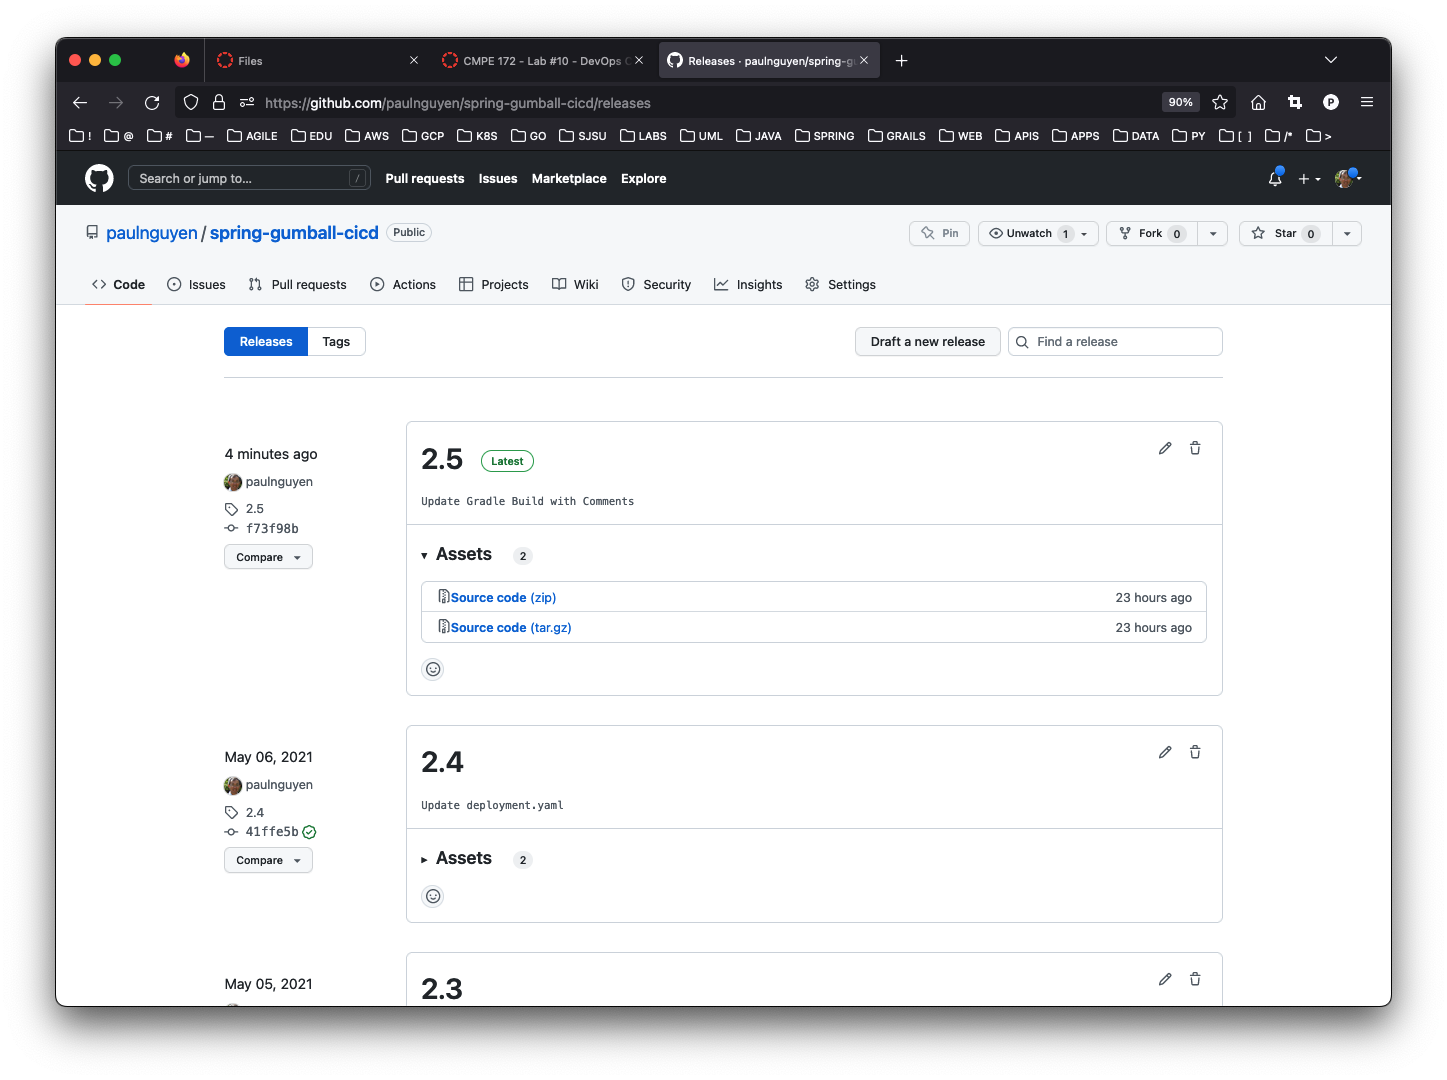 Files
CMPE 172 - Lab #10 - DevOps
Releases · paulnguyen/spring-g
https://github.com/paulnguyen/spring-gumball-cicd/releases
90%
! @ # — AGILE EDU AWS GCP K8S GO SJSU LABS UML JAVA SPRING GRAILS WEB APIS APPS DATA PY [ ] /* >
Search or jump to... /
Pull requests Issues Marketplace Explore
paulnguyen / spring-gumball-cicd Public
Pin Unwatch 1 Fork 0 Star 0
Code Issues Pull requests Actions Projects Wiki Security Insights Settings
Releases Tags
Draft a new release Find a release
4 minutes ago
paulnguyen
2.5
f73f98b
Compare
2.5 Latest
Update Gradle Build with Comments
Assets 2
Source code (zip) 23 hours ago
Source code (tar.gz) 23 hours ago
May 06, 2021
paulnguyen
2.4
41ffe5b
Compare
2.4
Update deployment.yaml
Assets 2
May 05, 2021
2.3